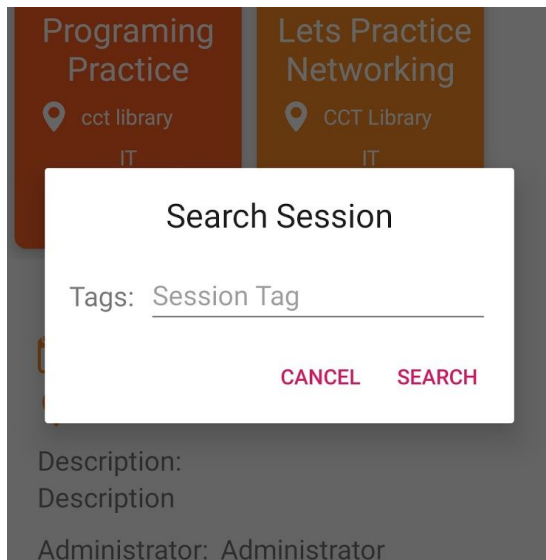 Programing
Practice
cct library
IT
Lets Practice
Networking
CCT Library
IT
Search Session
Tags: Session Tag
CANCEL SEARCH
Description:
Description
Administrator: Administrator